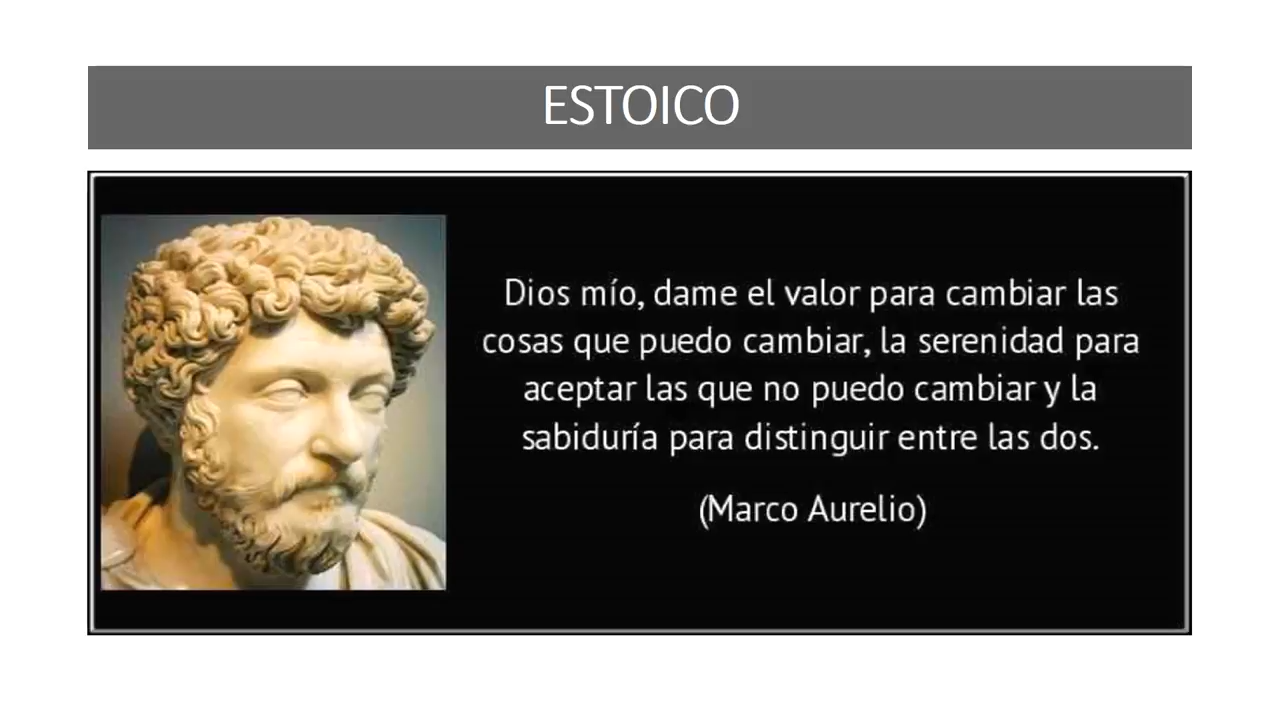 ESTOICO
Dios mío, dame el valor para cambiar las
cosas que puedo cambiar, la serenidad para
aceptar las que no puedo cambiar y la
sabiduría para distinguir entre las dos.
(Marco Aurelio)